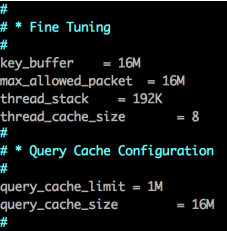 #
# * Fine Tuning
#
key_buffer = 16M
max_allowed_packet = 16M
thread_stack = 192K
thread_cache_size = 8
#
# * Query Cache Configuration
#
query_cache_limit = 1M
query_cache_size = 16M
#